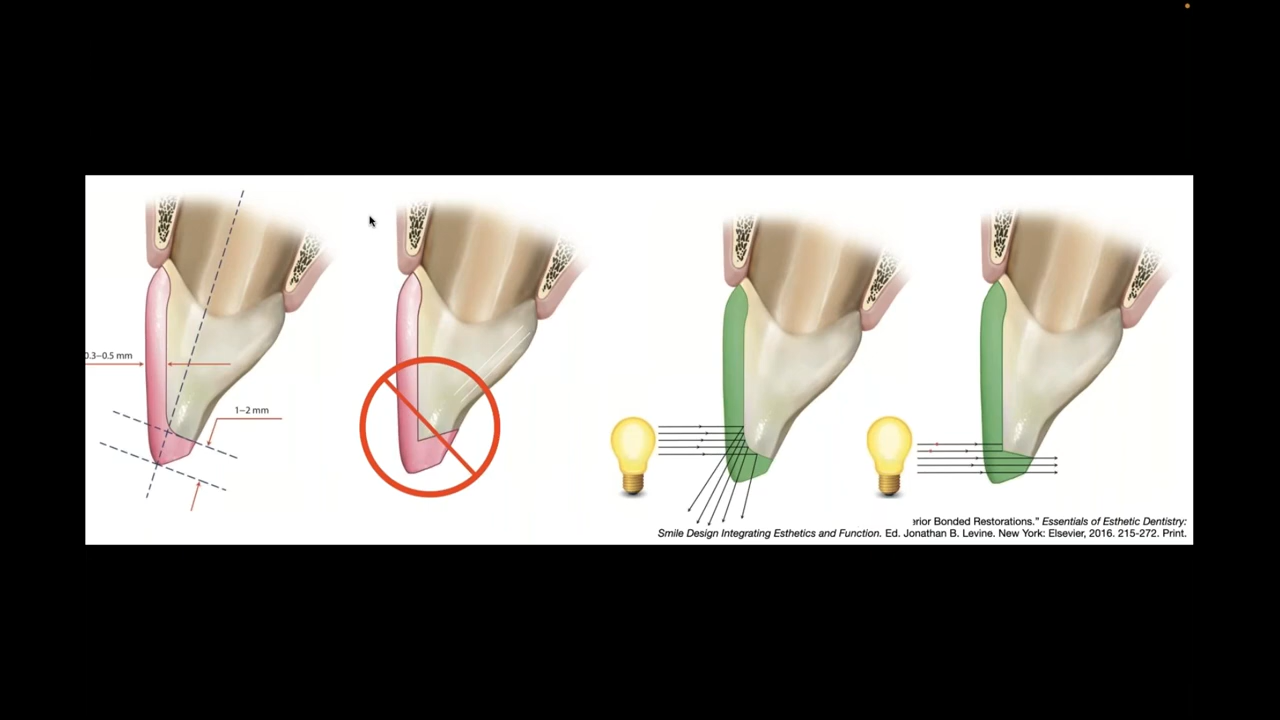 0.3–0.5 mm
1–2 mm
erior Bonded Restorations.” Essentials of Esthetic Dentistry:
Smile Design Integrating Esthetics and Function. Ed. Jonathan B. Levine. New York: Elsevier, 2016. 215-272. Print.